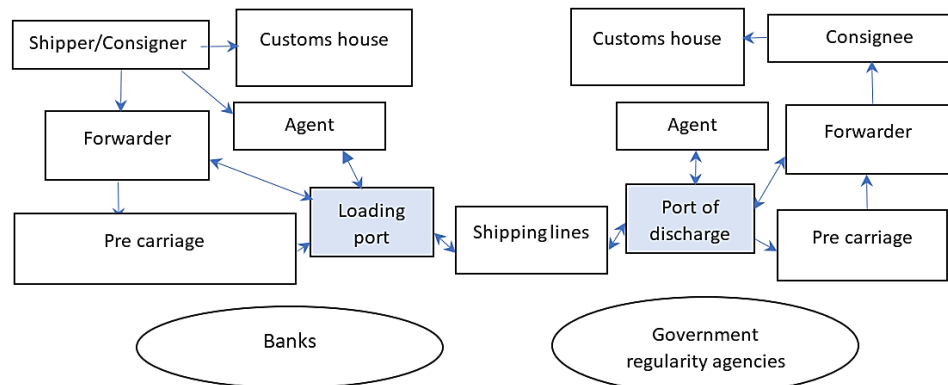 Shipper/Consigner
Customs house
Customs house
Consignee
Forwarder
Agent
Agent
Forwarder
Pre carriage
Loading
port
Shipping lines
Port of
discharge
Pre carriage
Banks
Government
regularity agencies